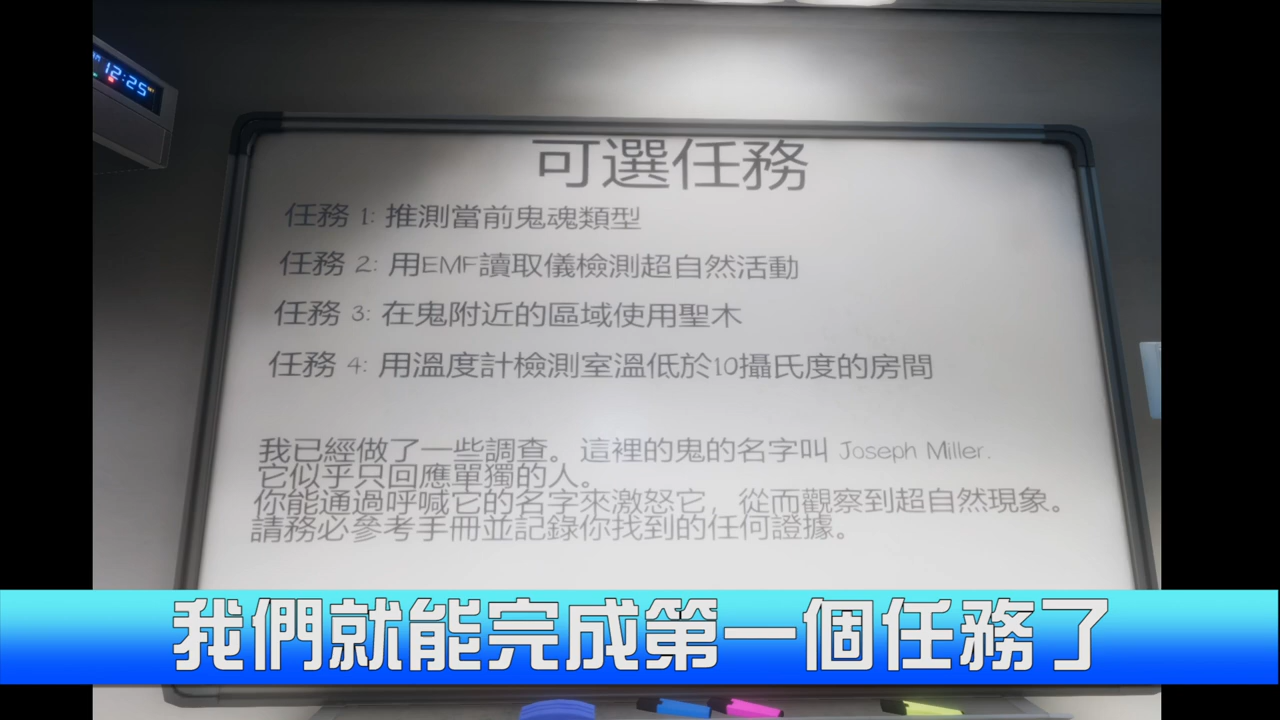 12:25
可選任務
任務 1: 推測當前鬼魂類型
任務 2: 用EMF讀取儀檢測超自然活動
任務 3: 在鬼附近的區域使用聖木
任務 4: 用溫度計檢測室溫低於10攝氏度的房間
我已經做了一些調查。這裡的鬼的名字叫 Joseph Miller.
它似乎只回應單獨的人。
你能通過呼喊它的名字來激怒它，從而觀察到超自然現象。
請務必參考手冊並記錄你找到的任何證據。
我們就能完成第一個任務了